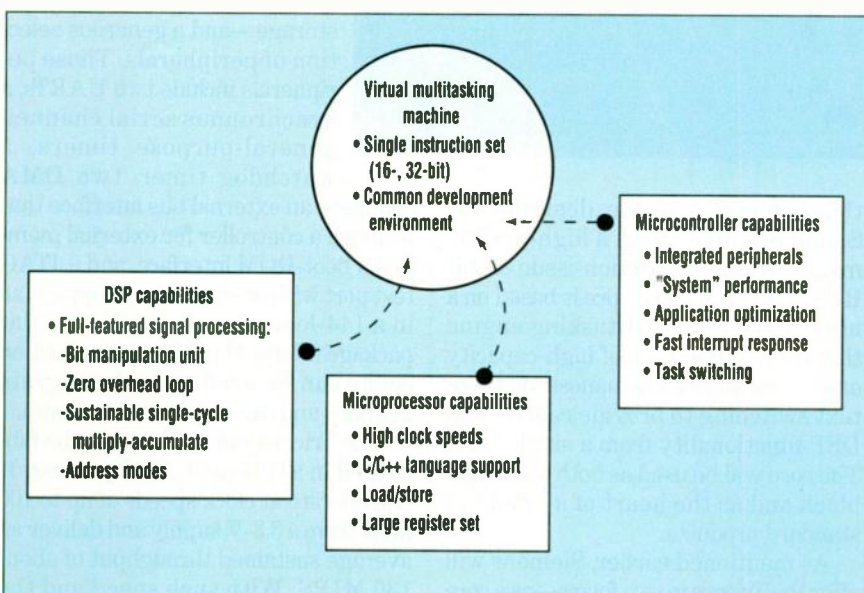 Virtual multitasking
machine
• Single instruction set
(16-, 32-bit)
• Common development
environment
DSP capabilities
• Full-featured signal processing:
-Bit manipulation unit
-Zero overhead loop
-Sustainable single-cycle
multiply-accumulate
-Address modes
Microprocessor capabilities
• High clock speeds
• C/C++ language support
• Load/store
• Large register set
Microcontroller capabilities
• Integrated peripherals
• "System" performance
• Application optimization
• Fast interrupt response
• Task switching